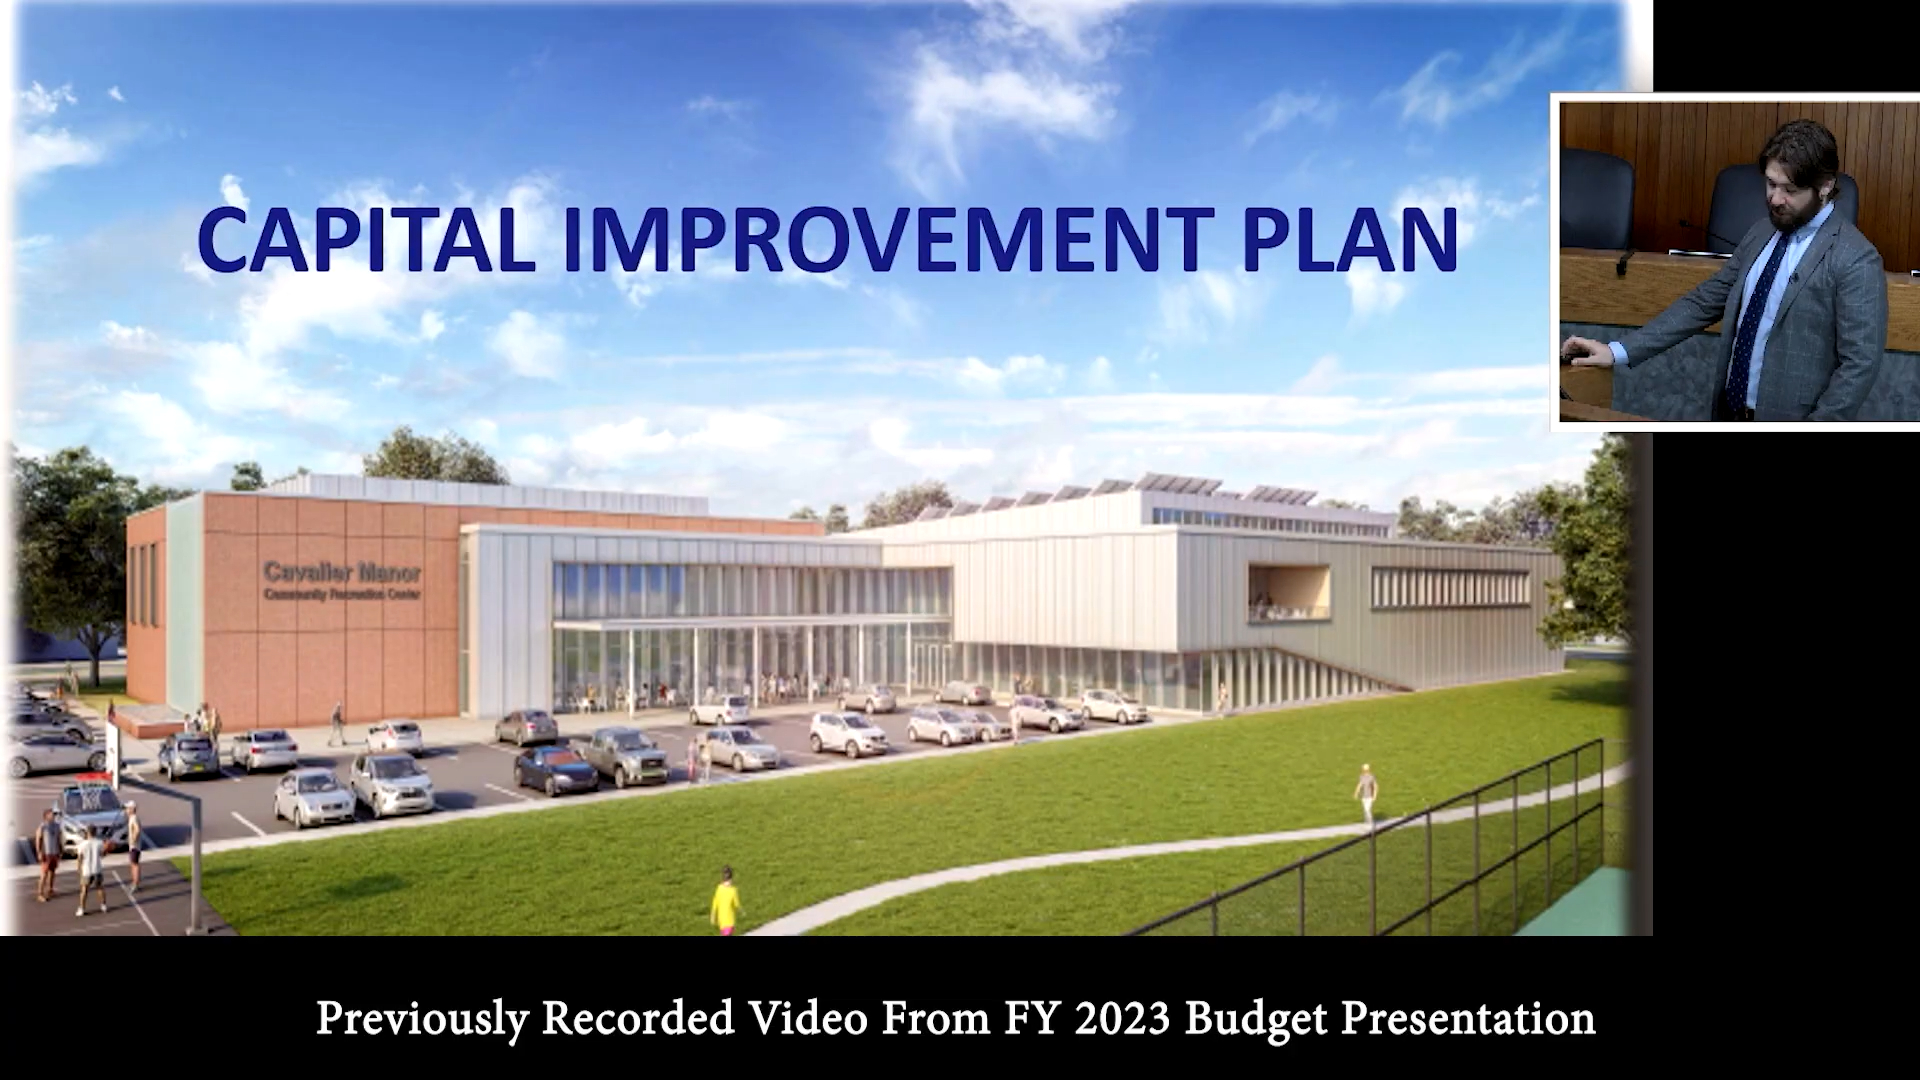 CAPITAL IMPROVEMENT PLAN
Cavalier Manor
Community Recreation Center
Previously Recorded Video From FY 2023 Budget Presentation